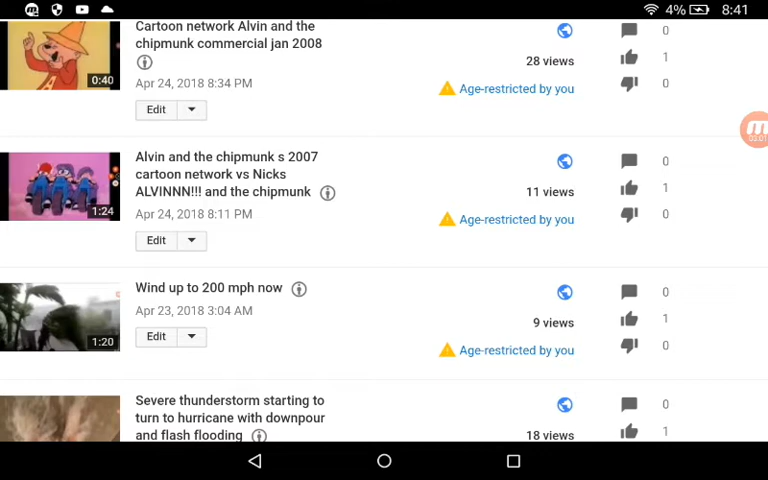 4% 8:41
Cartoon network Alvin and the
chipmunk commercial jan 2008
0:40
Apr 24, 2018 8:34 PM
Edit
28 views
Age-restricted by you
0
1
0
Alvin and the chipmunk s 2007
cartoon network vs Nicks
ALVINNN!!! and the chipmunk
1:24
Apr 24, 2018 8:11 PM
Edit
11 views
Age-restricted by you
0
1
0
Wind up to 200 mph now
1:20
Apr 23, 2018 3:04 AM
Edit
9 views
Age-restricted by you
0
1
0
Severe thunderstorm starting to
turn to hurricane with downpour
and flash flooding
18 views
0
1